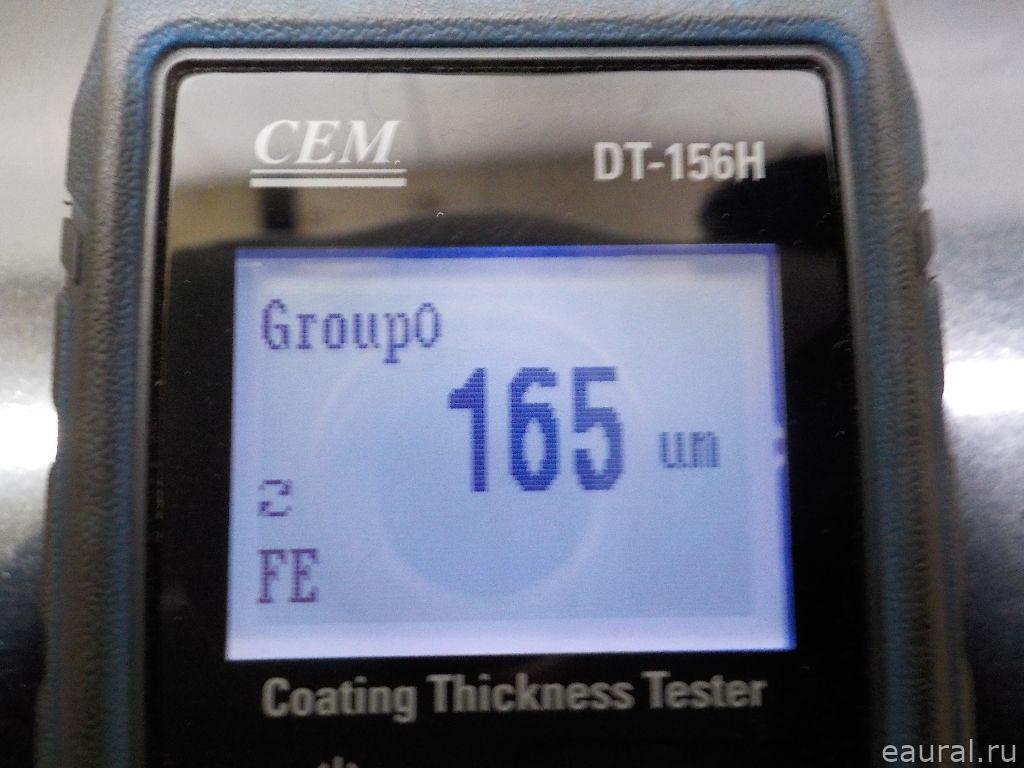 CEM
DT-156H
Group0
165 um
FE
Coating Thickness Tester
eaural.ru